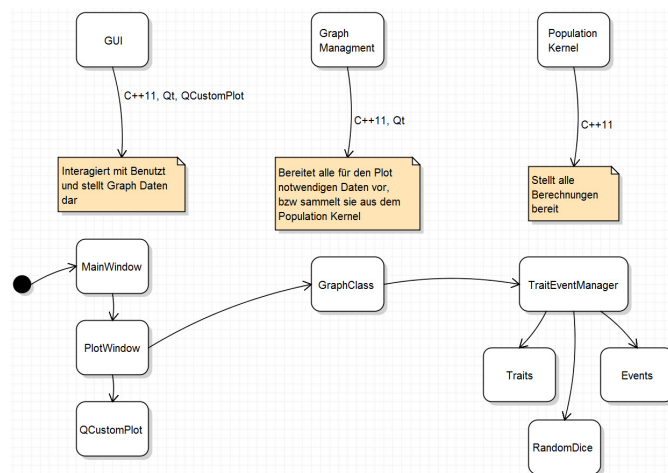 GUI
Graph
Managment
Population
Kernel
C++11, Qt, QCustomPlot
C++11, Qt
C++11
Interagiert mit Benutzt
und stellt Graph Daten
dar
Bereitet alle für den Plot
notwendigen Daten vor,
bzw sammelt sie aus dem
Population Kernel
Stellt alle
Berechnungen
bereit
MainWindow
GraphClass
TraitEventManager
PlotWindow
Traits
Events
QCustomPlot
RandomDice